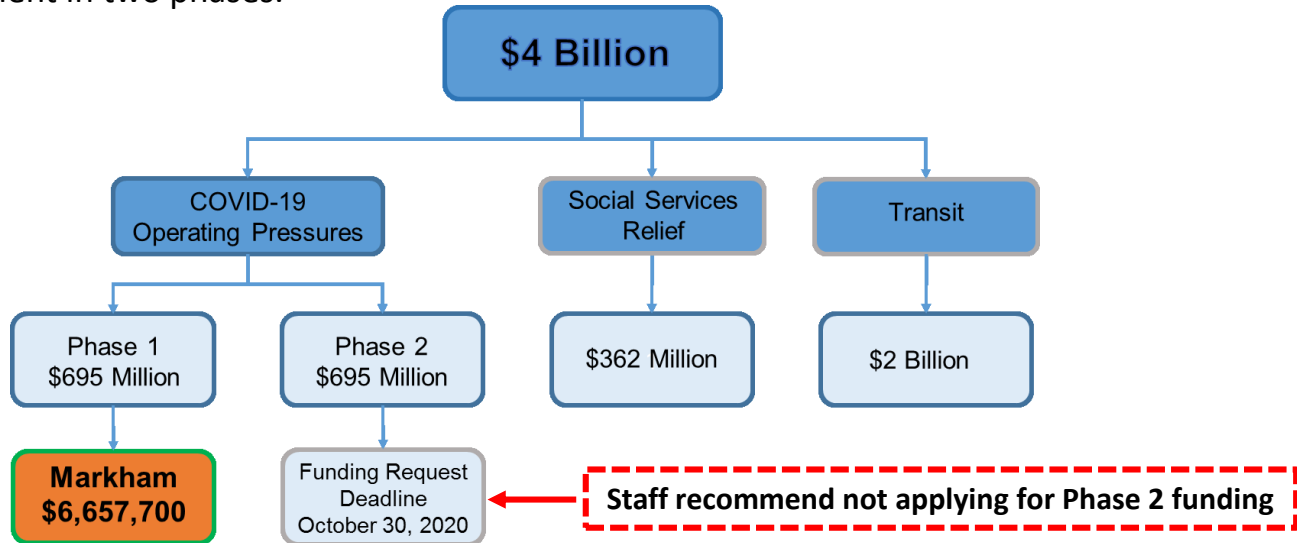 in two phases.
$4 Billion
COVID-19
Operating Pressures
Social Services
Relief
Transit
Phase 1
$695 Million
Phase 2
$695 Million
$362 Million
$2 Billion
Markham
$6,657,700
Funding Request
Deadline
October 30, 2020
Staff recommend not applying for Phase 2 funding